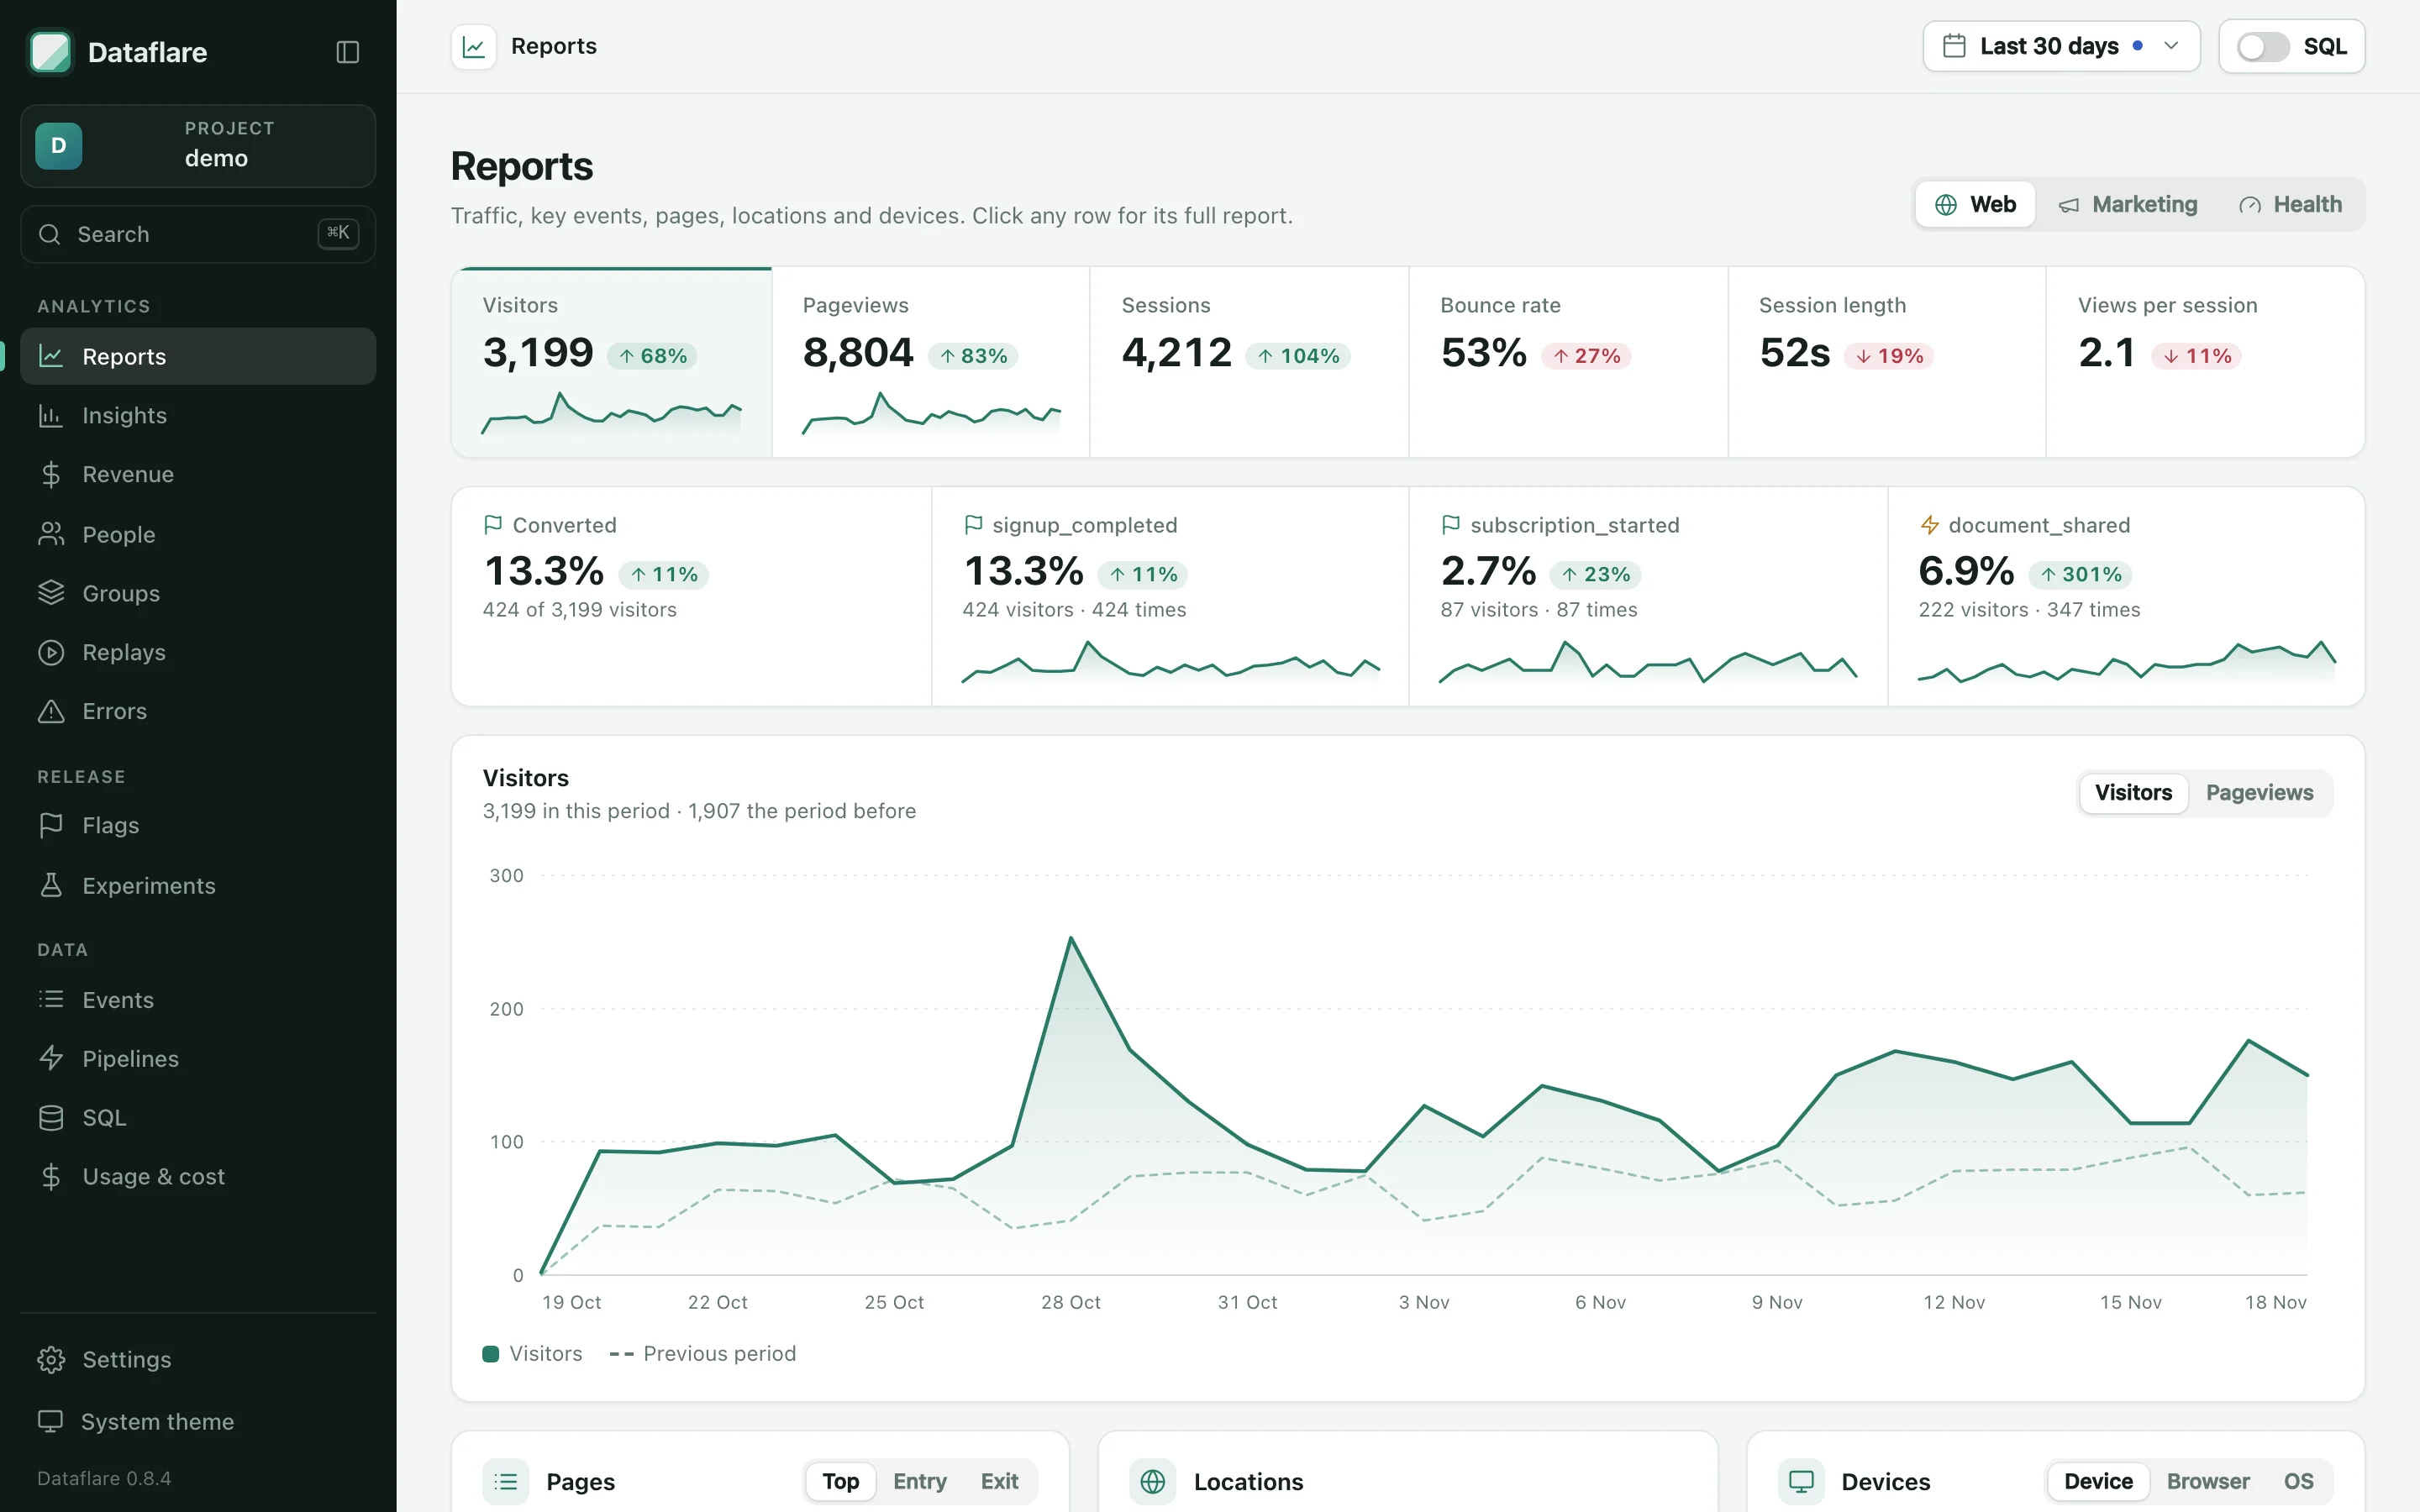 Dataflare
D
PROJECT
demo
Search
⌘K
ANALYTICS
Reports
Insights
Revenue
People
Groups
Replays
Errors
RELEASE
Flags
Experiments
DATA
Events
Pipelines
SQL
Usage & cost
Settings
System theme
Dataflare 0.8.4
Reports
Last 30 days
SQL
Reports
Traffic, key events, pages, locations and devices. Click any row for its full report.
Web
Marketing
Health
Visitors
3,199 ↑ 68%
Pageviews
8,804 ↑ 83%
Sessions
4,212 ↑ 104%
Bounce rate
53% ↑ 27%
Session length
52s ↓ 19%
Views per session
2.1 ↓ 11%
Converted
13.3% ↑ 11%
424 of 3,199 visitors
signup_completed
13.3% ↑ 11%
424 visitors · 424 times
subscription_started
2.7% ↑ 23%
87 visitors · 87 times
document_shared
6.9% ↑ 301%
222 visitors · 347 times
Visitors
3,199 in this period · 1,907 the period before
Visitors
Pageviews
300
200
100
0
19 Oct
22 Oct
25 Oct
28 Oct
31 Oct
3 Nov
6 Nov
9 Nov
12 Nov
15 Nov
18 Nov
Visitors
Previous period
Pages
Top
Entry
Exit
Locations
Devices
Device
Browser
OS